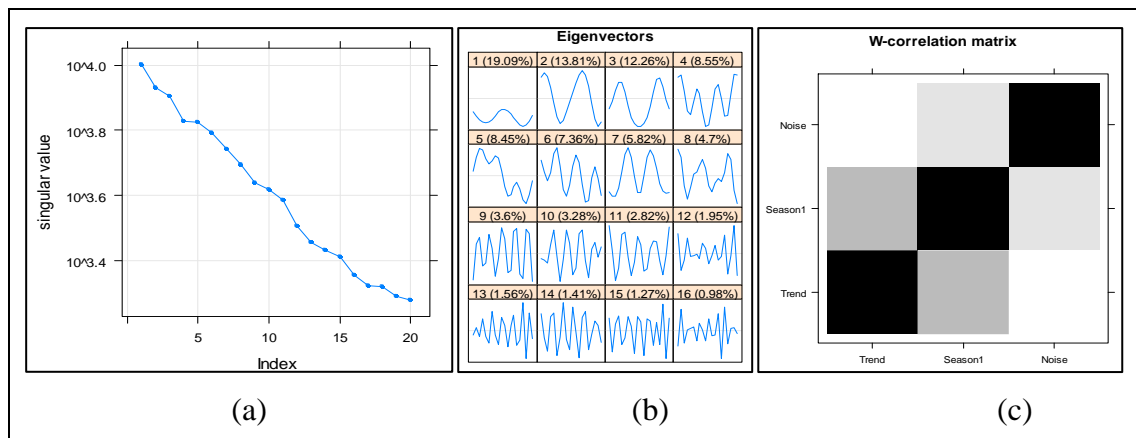 singular value
10^4.0
10^3.8
10^3.6
10^3.4
5
10
15
20
Index
Eigenvectors
1 (19.09%) 2 (13.81%) 3 (12.26%) 4 (8.55%)
5 (8.45%) 6 (7.36%) 7 (5.82%) 8 (4.7%)
9 (3.6%) 10 (3.28%) 11 (2.82%) 12 (1.95%)
13 (1.56%) 14 (1.41%) 15 (1.27%) 16 (0.98%)
W-correlation matrix
Noise
Season1
Trend
Trend Season1 Noise
(a) (b) (c)